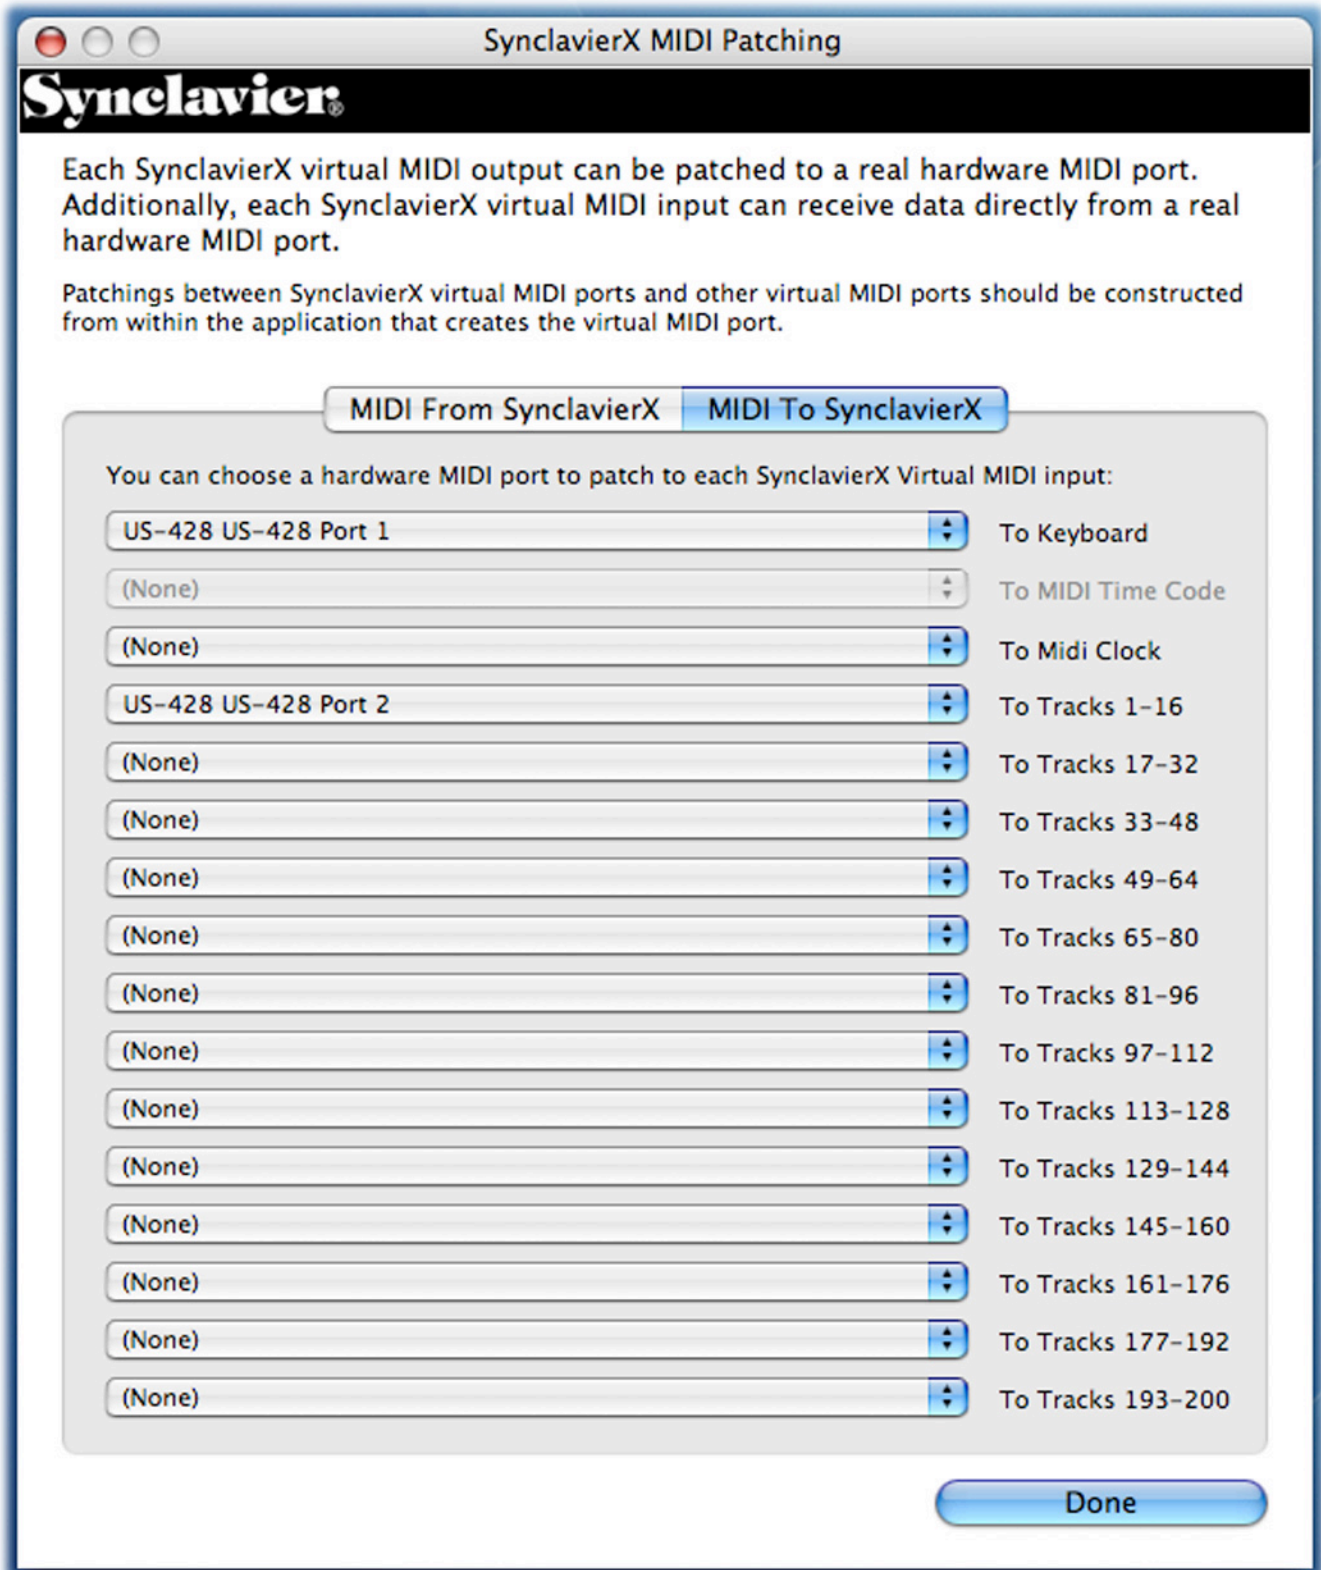 SynclavierX MIDI Patching
Synclavier®
Each SynclavierX virtual MIDI output can be patched to a real hardware MIDI port.
Additionally, each SynclavierX virtual MIDI input can receive data directly from a real
hardware MIDI port.
Patchings between SynclavierX virtual MIDI ports and other virtual MIDI ports should be constructed
from within the application that creates the virtual MIDI port.
MIDI From SynclavierX MIDI To SynclavierX
You can choose a hardware MIDI port to patch to each SynclavierX Virtual MIDI input:
US-428 US-428 Port 1 To Keyboard
(None) To MIDI Time Code
(None) To Midi Clock
US-428 US-428 Port 2 To Tracks 1-16
(None) To Tracks 17-32
(None) To Tracks 33-48
(None) To Tracks 49-64
(None) To Tracks 65-80
(None) To Tracks 81-96
(None) To Tracks 97-112
(None) To Tracks 113-128
(None) To Tracks 129-144
(None) To Tracks 145-160
(None) To Tracks 161-176
(None) To Tracks 177-192
(None) To Tracks 193-200
Done